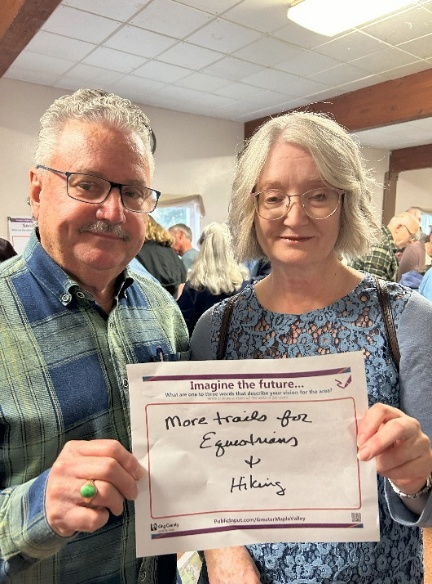 Imagine the future...
What are one to three words that describe your vision for the area?
More trails for
Equestrians
&
Hiking
King County
PublicInput.com/GreaterMapleValley